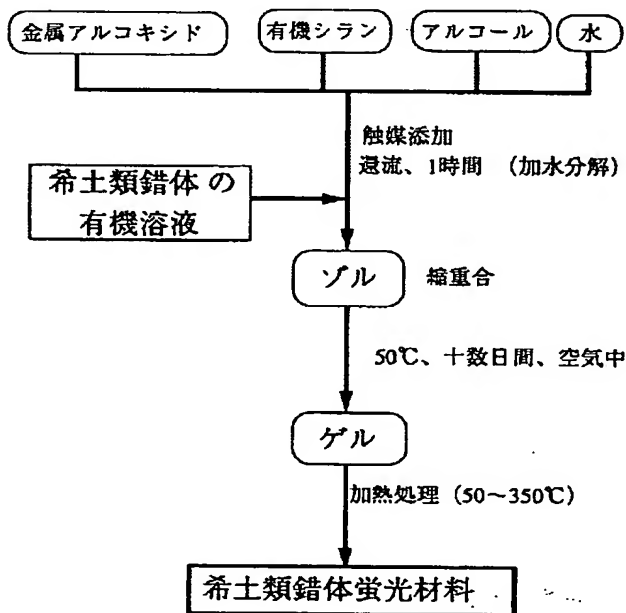 金属アルコキシド
有機シラン
アルコール
水
触媒添加
還流、1時間 （加水分解）
希土類錯体 の
有機溶液
ゾル
縮重合
50℃、十数日間、空気中
ゲル
加熱処理（50～350℃）
希土類錯体蛍光材料